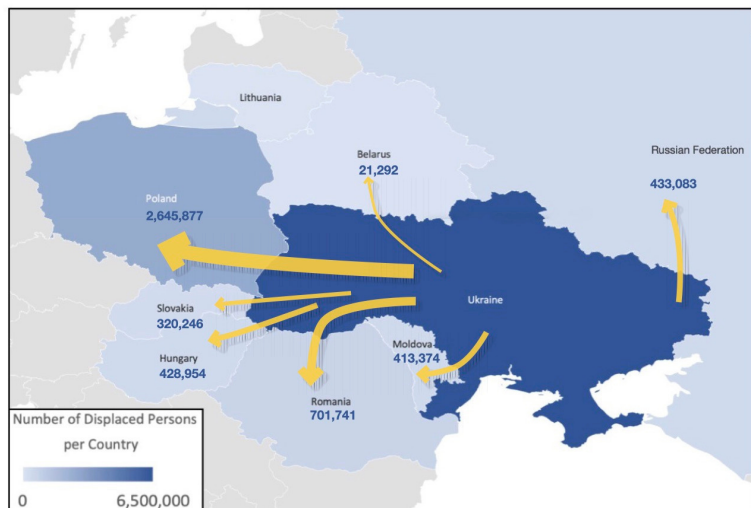 Lithuania
Belarus
21,292
Russian Federation
433,083
Poland
2,645,877
Ukraine
Slovakia
320,246
Hungary
428,954
Moldova
413,374
Romania
701,741
Number of Displaced Persons
per Country
0 6,500,000